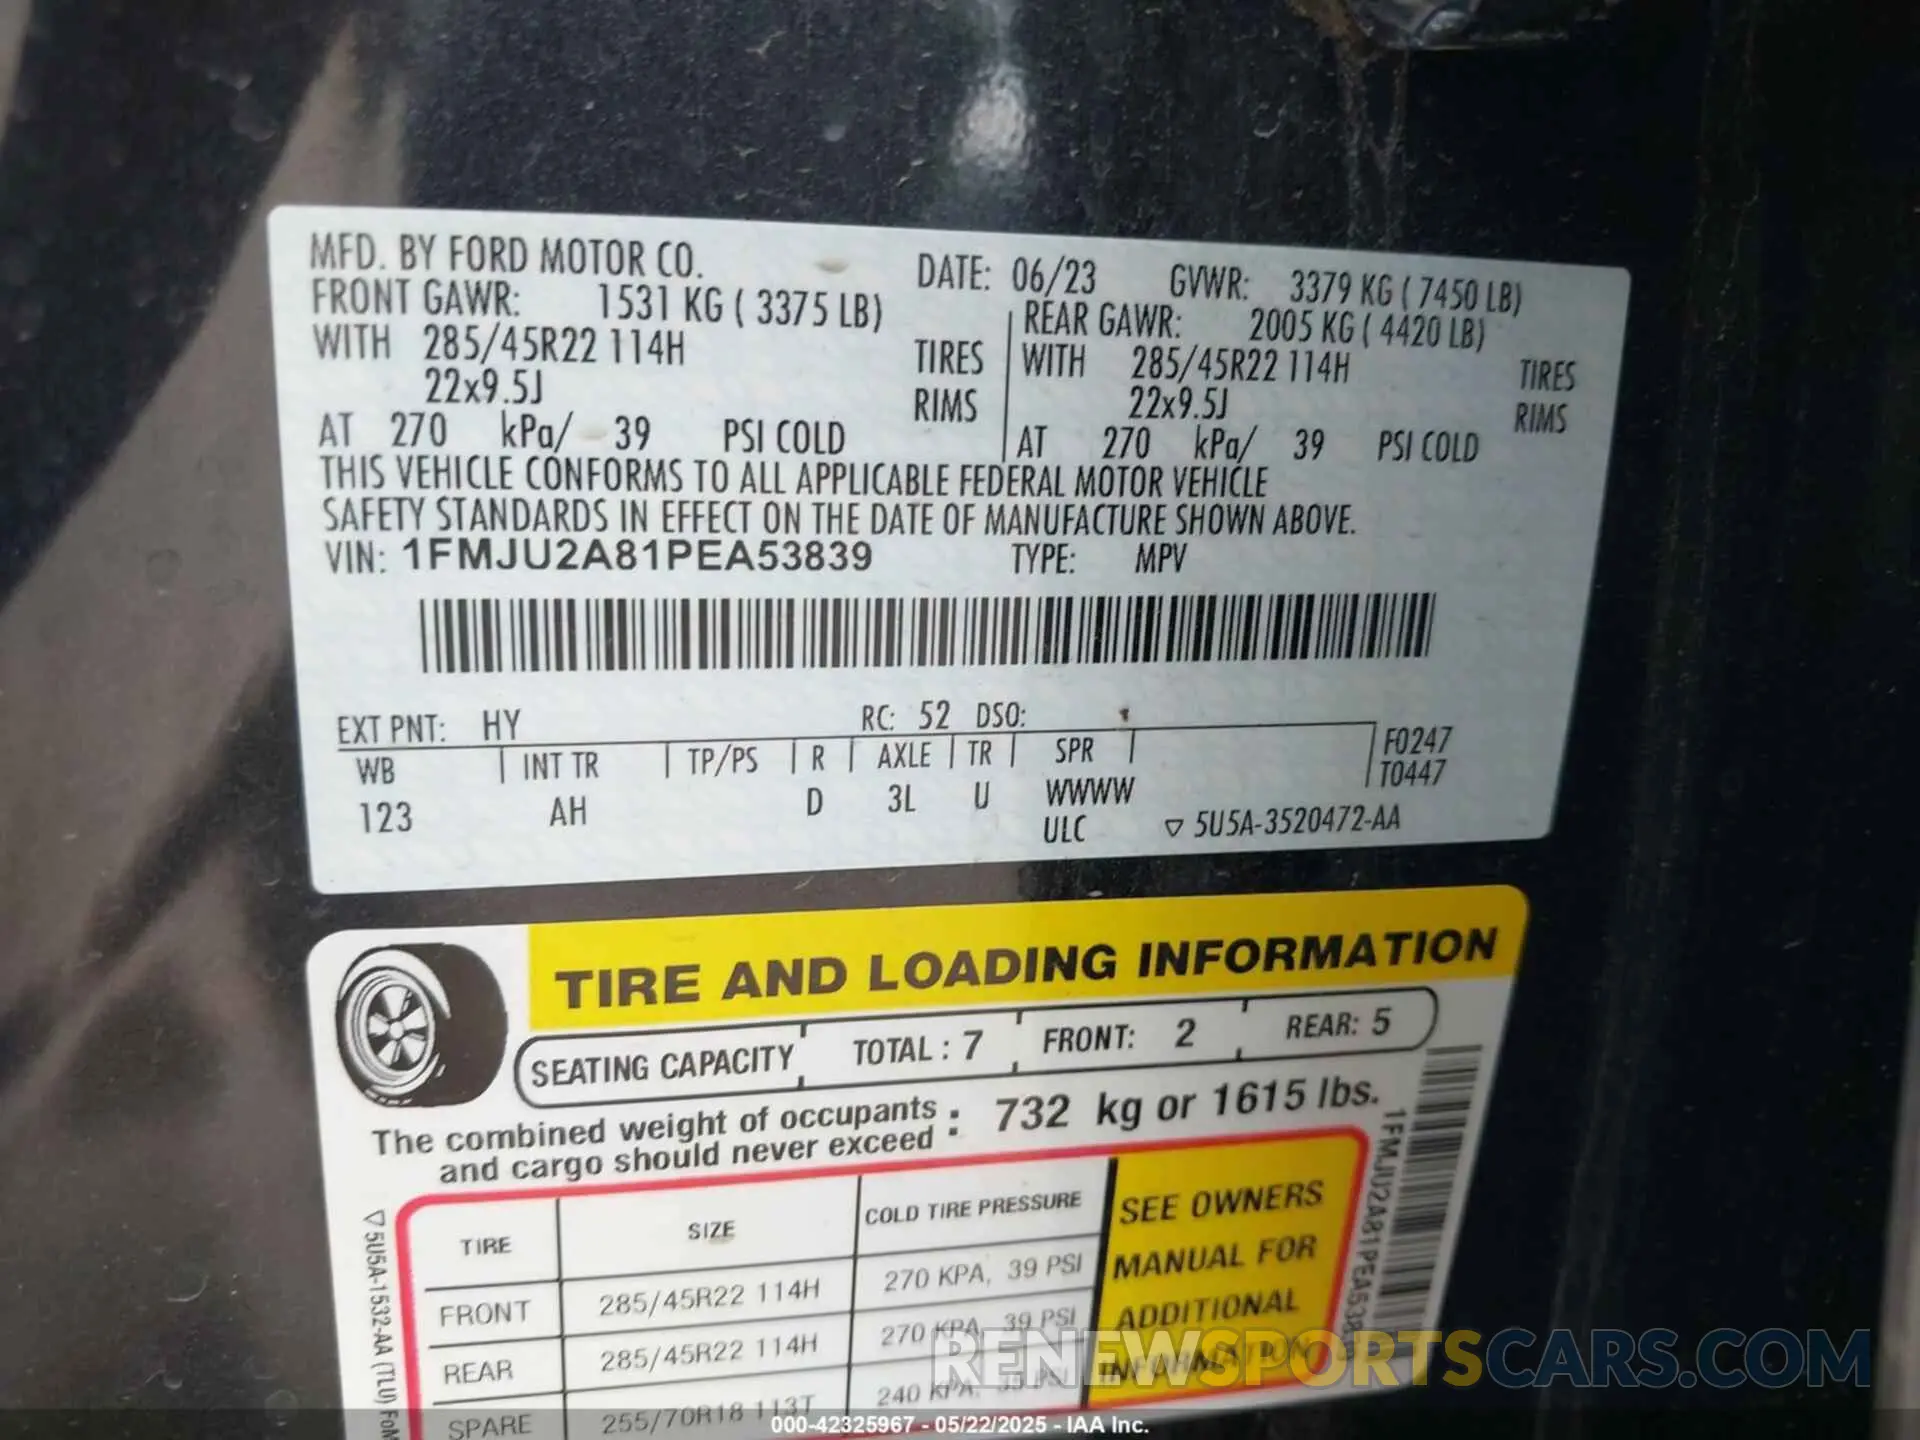 MFD. BY FORD MOTOR CO. DATE: 06/23 GVWR: 3379 KG ( 7450 LB)
FRONT GAWR: 1531 KG ( 3375 LB) REAR GAWR: 2005 KG ( 4420 LB)
WITH 285/45R22 114H TIRES WITH 285/45R22 114H TIRES
22x9.5J RIMS 22x9.5J RIMS
AT 270 kPa/ 39 PSI COLD AT 270 kPa/ 39 PSI COLD
THIS VEHICLE CONFORMS TO ALL APPLICABLE FEDERAL MOTOR VEHICLE
SAFETY STANDARDS IN EFFECT ON THE DATE OF MANUFACTURE SHOWN ABOVE.
VIN: 1FMJU2A81PEA53839 TYPE: MPV
EXT PNT: HY RC: 52 DSO:
WB INT TR TP/PS R AXLE TR SPR F0247
T0447
123 AH D 3L U WWWW
ULC ▽ 5U5A-3520472-AA
TIRE AND LOADING INFORMATION
SEATING CAPACITY TOTAL : 7 FRONT: 2 REAR: 5
The combined weight of occupants and cargo should never exceed : 732 kg or 1615 lbs.
TIRE SIZE COLD TIRE PRESSURE
FRONT 285/45R22 114H 270 KPA, 39 PSI
REAR 285/45R22 114H 270 KPA, 39 PSI
SPARE 255/70R18 113T 240 KPA, 35 PSI
SEE OWNERS
MANUAL FOR
ADDITIONAL
INFORMATION
▽5U5A-1532-AA (TLU) FoM
1FMJU2A81PEA538
RENEWSPORTSCARS.COM
000-42325967 - 05/22/2025 - IAA Inc.